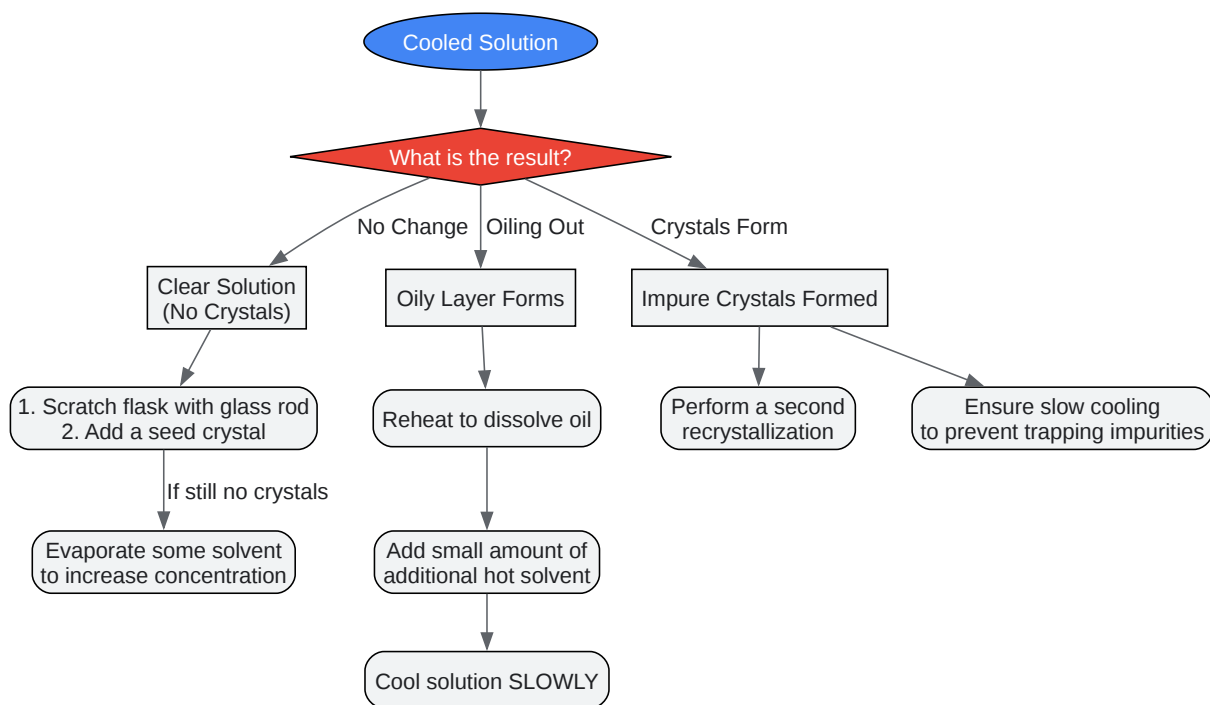 Cooled Solution
What is the result?
No Change
Oiling Out
Crystals Form
Clear Solution
(No Crystals)
Oily Layer Forms
Impure Crystals Formed
1. Scratch flask with glass rod
2. Add a seed crystal
Reheat to dissolve oil
Perform a second
recrystallization
Ensure slow cooling
to prevent trapping impurities
If still no crystals
Evaporate some solvent
to increase concentration
Add small amount of
additional hot solvent
Cool solution SLOWLY